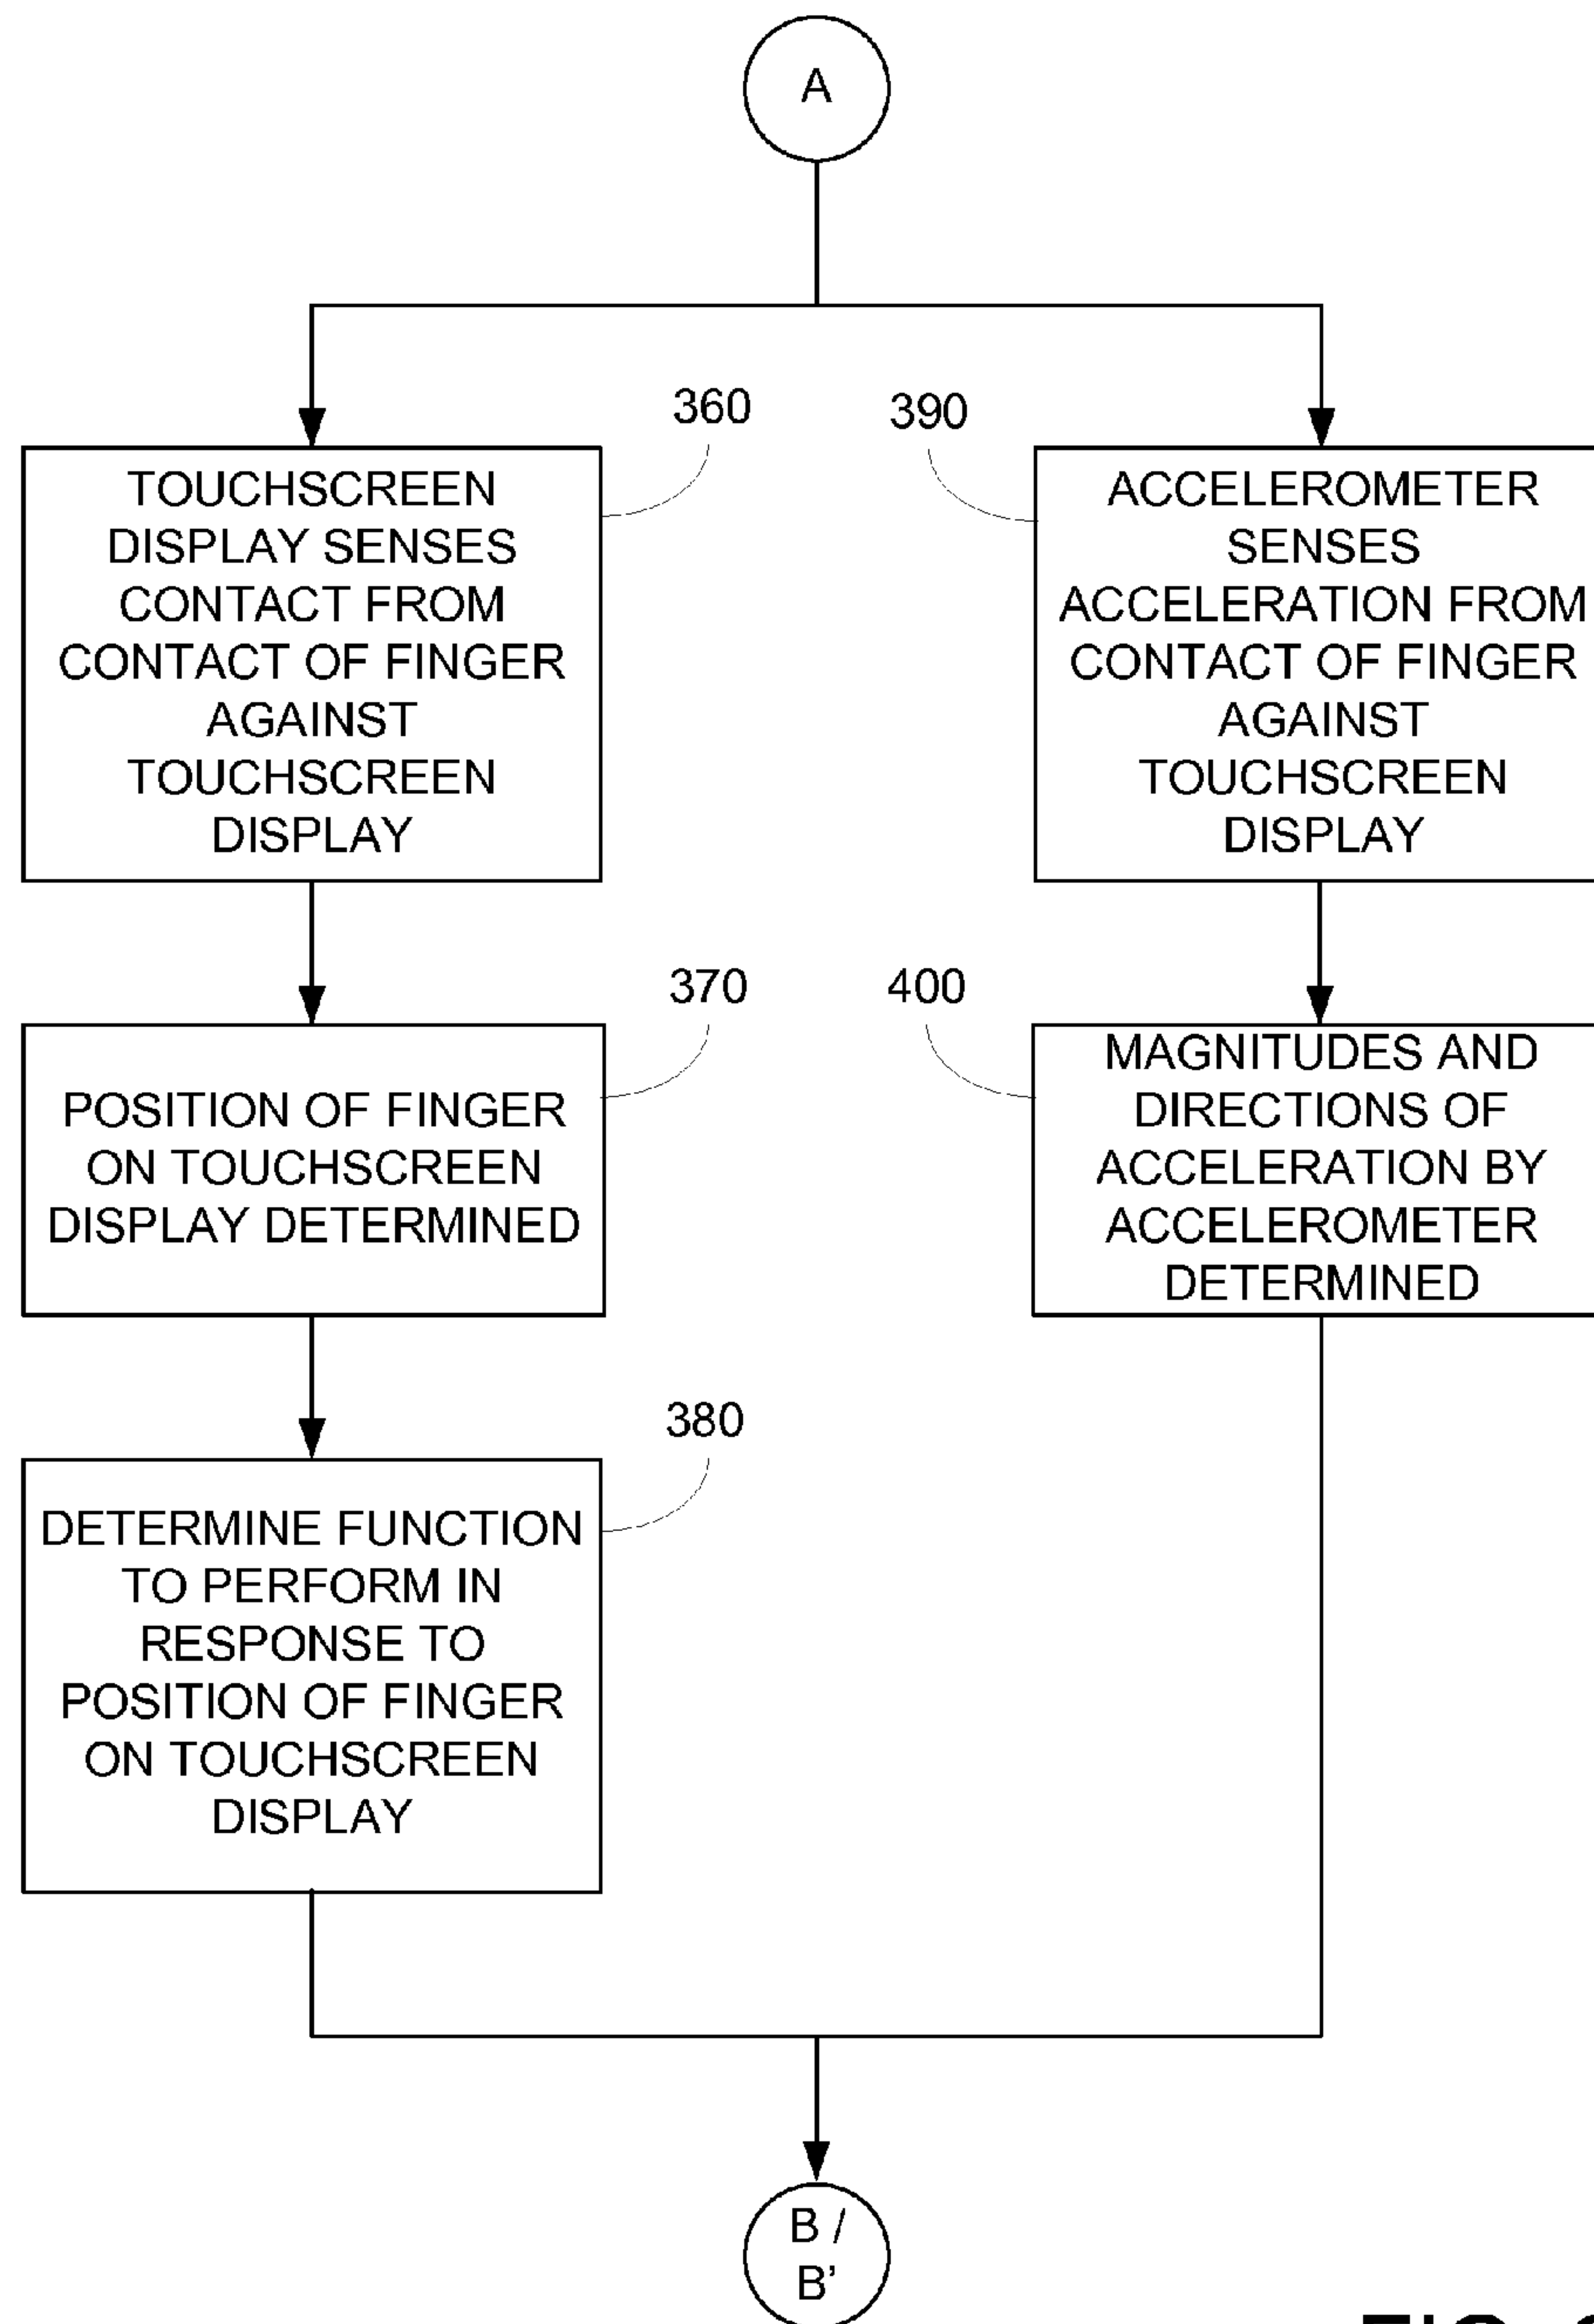 A
360
TOUCHSCREEN
DISPLAY SENSES
CONTACT FROM
CONTACT OF FINGER
AGAINST
TOUCHSCREEN
DISPLAY
390
ACCELEROMETER
SENSES
ACCELERATION FROM
CONTACT OF FINGER
AGAINST
TOUCHSCREEN
DISPLAY
370
POSITION OF FINGER
ON TOUCHSCREEN
DISPLAY DETERMINED
400
MAGNITUDES AND
DIRECTIONS OF
ACCELERATION BY
ACCELEROMETER
DETERMINED
380
DETERMINE FUNCTION
TO PERFORM IN
RESPONSE TO
POSITION OF FINGER
ON TOUCHSCREEN
DISPLAY
B /
B’